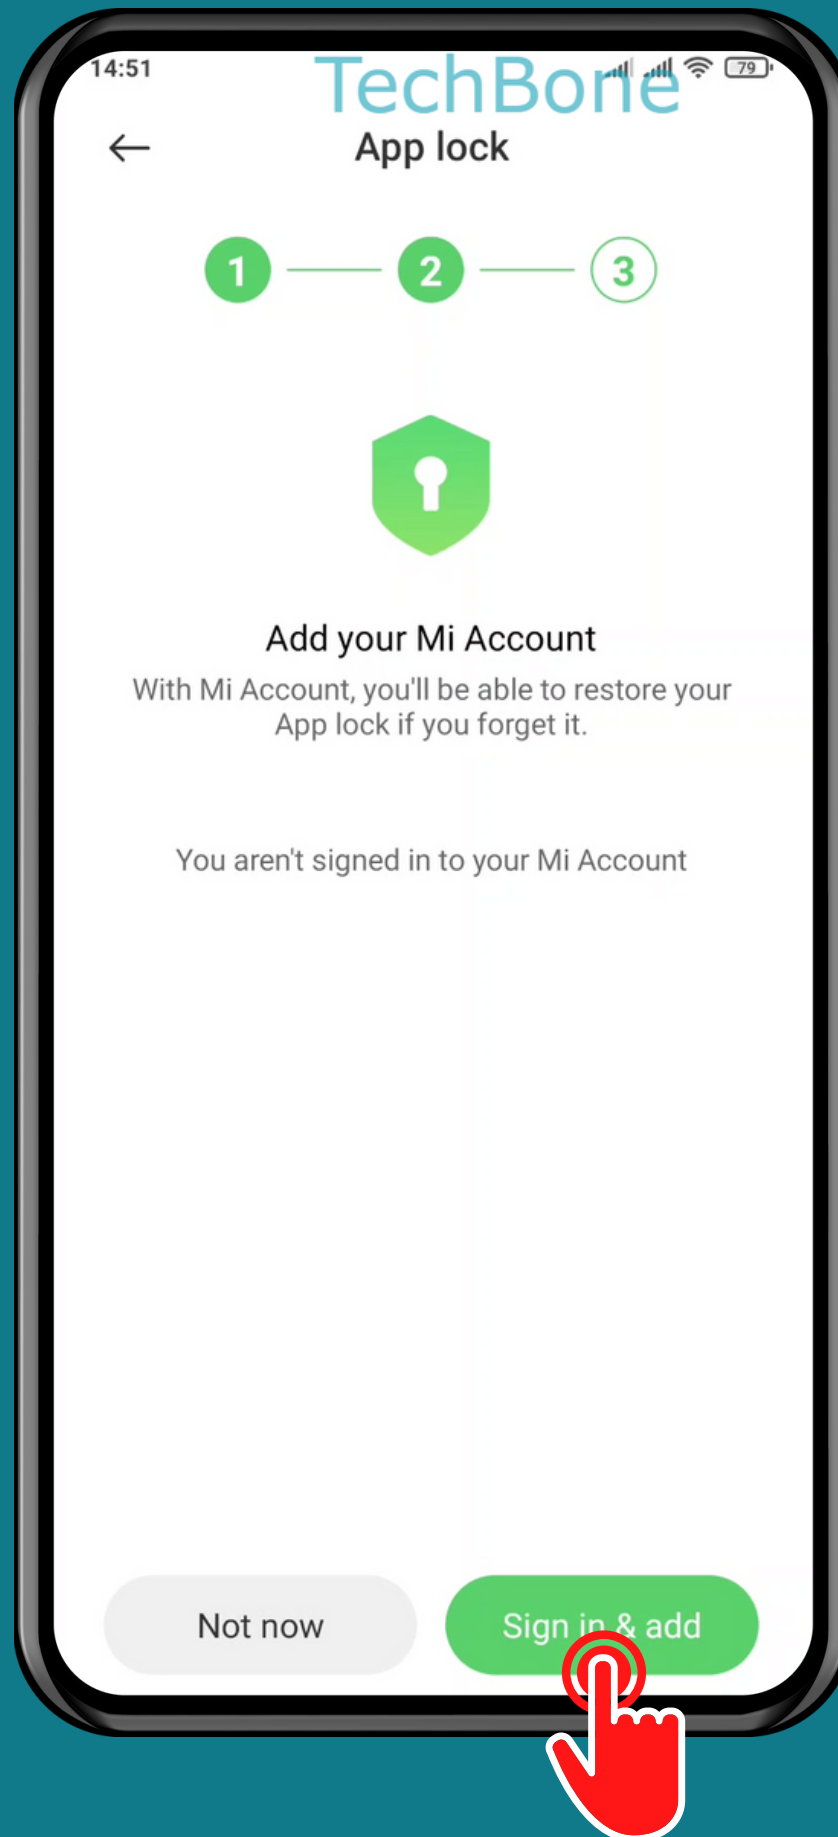 14:51
TechBone
79
App lock
1
2
3
Add your Mi Account
With Mi Account, you'll be able to restore your
App lock if you forget it.
You aren't signed in to your Mi Account
Not now
Sign in & add